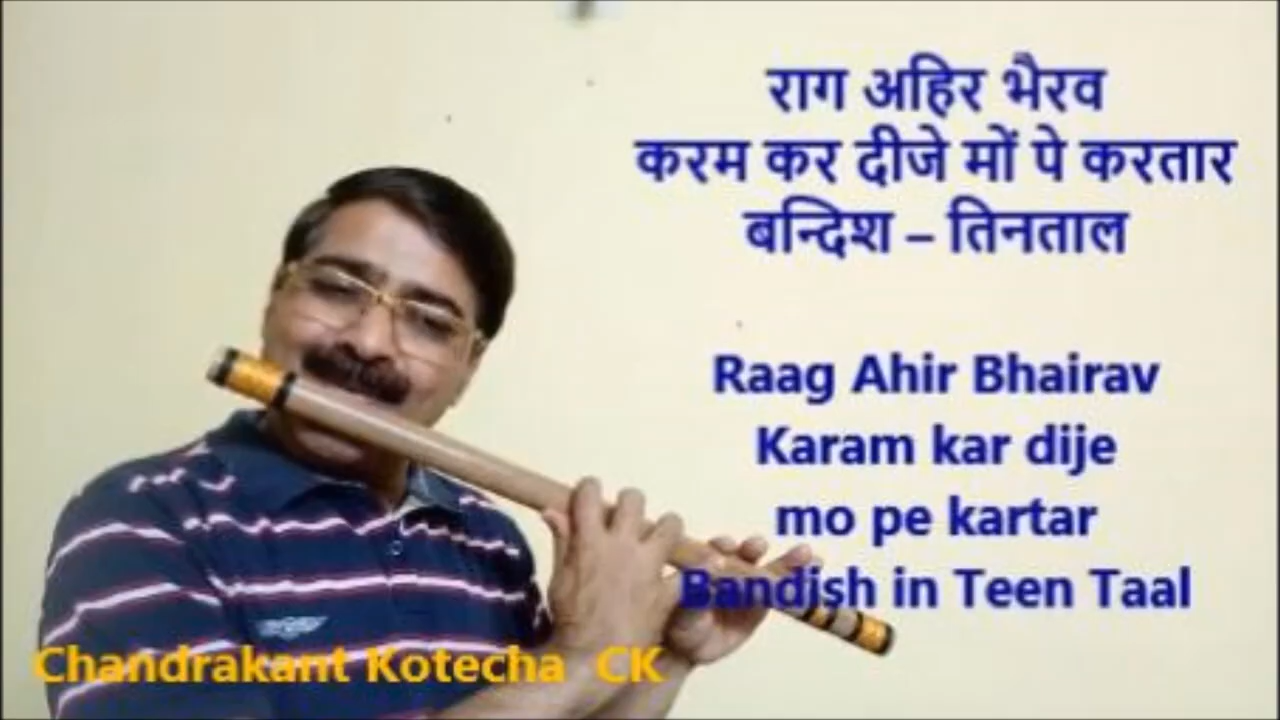 राग अहिर भैरव
करम कर दीजे मों पे करतार
बन्दिश – तिनताल
Raag Ahir Bhairav
Karam kar dije
mo pe kartar
Bandish in Teen Taal
Chandrakant Kotecha CK